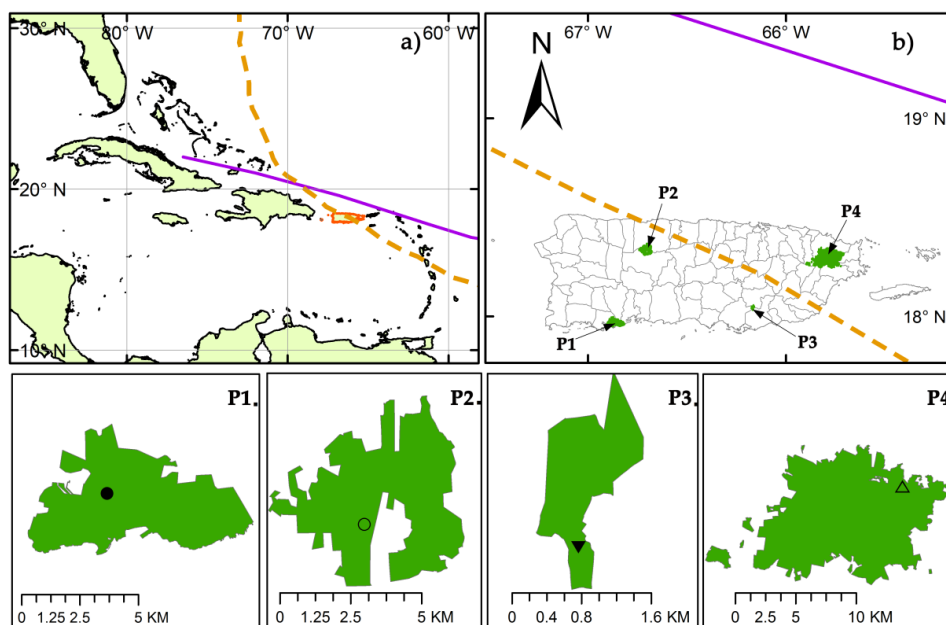 80° W 70° W 60° W
30° N
a)
20° N
10° N
67° W 66° W
b)
N
19° N
P2
P4
18° N
P1
P3
P1.
0 1.25 2.5 5 KM
P2.
0 1.25 2.5 5 KM
P3.
0 0.4 0.8 1.6 KM
P4
0 2.5 5 10 KM